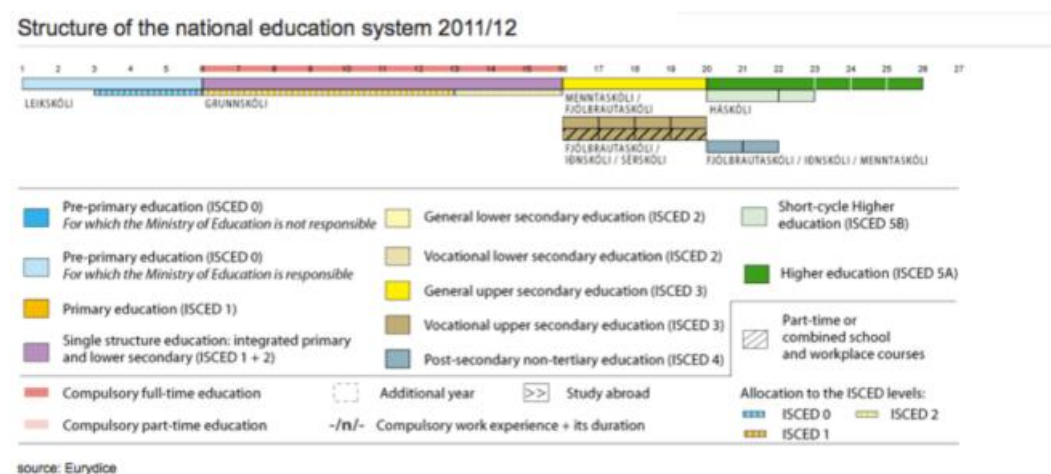 Structure of the national education system 2011/12
1 2 3 4 5 6 7 8 9 10 11 12 13 14 15 16 17 18 19 20 21 22 23 24 25 26 27
LEIKSKÓLI
GRUNNSKÓLI
MENNTASKÓLI /
FJÖLBRAUTASKÓLI
HÁSKÓLI
FJÖLBRAUTASKÓLI /
IÐNSKÓLI / SÉRSKÓLI
FJÖLBRAUTASKÓLI / IÐNSKÓLI / MENNTASKÓLI
Pre-primary education (ISCED 0)
For which the Ministry of Education is not responsible
Pre-primary education (ISCED 0)
For which the Ministry of Education is responsible
Primary education (ISCED 1)
Single structure education: integrated primary
and lower secondary (ISCED 1 + 2)
General lower secondary education (ISCED 2)
Vocational lower secondary education (ISCED 2)
General upper secondary education (ISCED 3)
Vocational upper secondary education (ISCED 3)
Post-secondary non-tertiary education (ISCED 4)
Short-cycle Higher
education (ISCED 5B)
Higher education (ISCED 5A)
Part-time or
combined school
and workplace courses
Compulsory full-time education
Compulsory part-time education
Additional year
-/n/- Compulsory work experience + its duration
>> Study abroad
Allocation to the ISCED levels:
ISCED 0
ISCED 2
ISCED 1
source: Eurydice